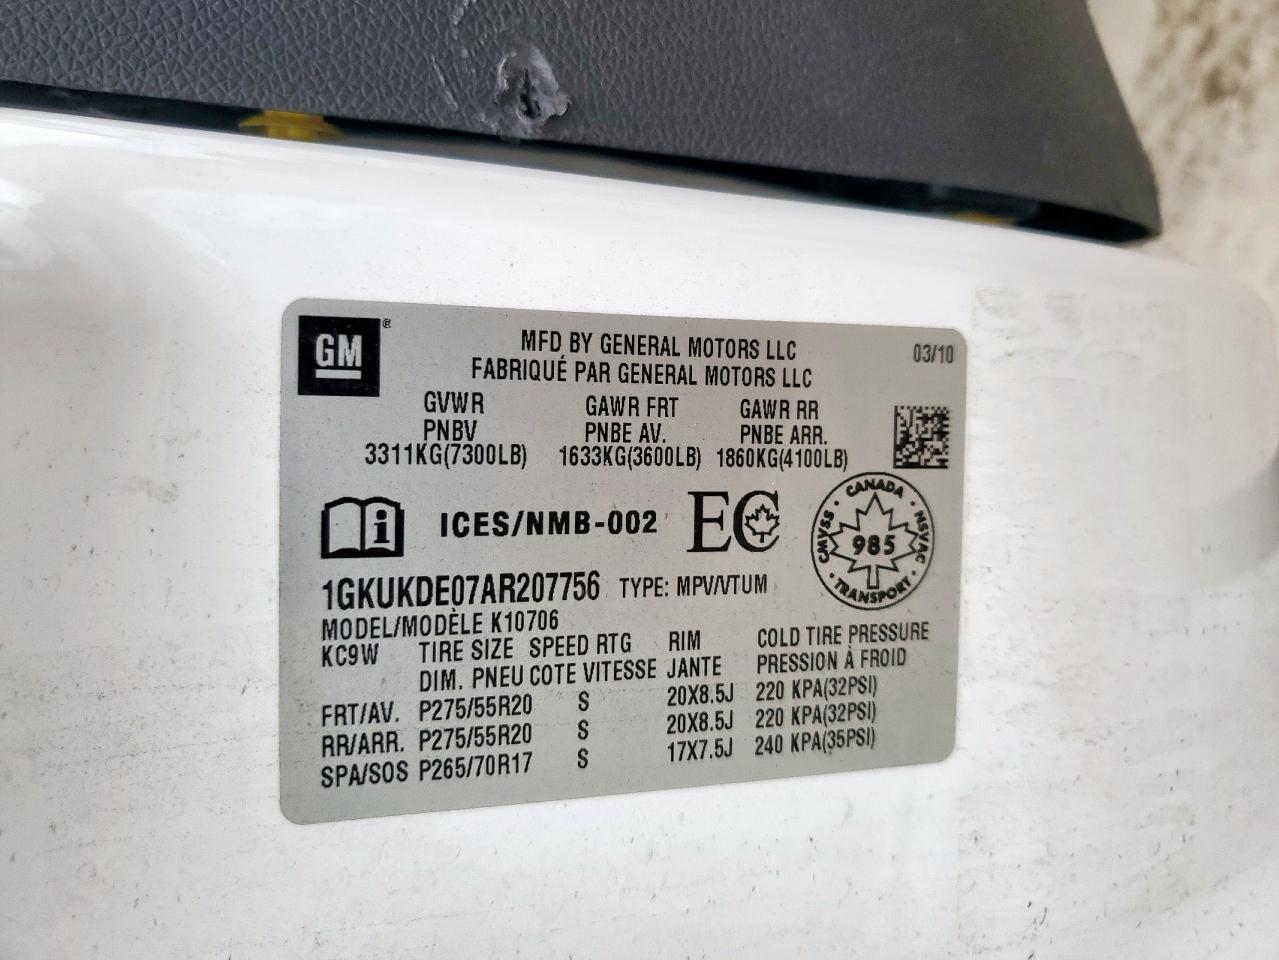 GM®
MFD BY GENERAL MOTORS LLC
FABRIQUÉ PAR GENERAL MOTORS LLC
03/10
GVWR GAWR FRT GAWR RR
PNBV PNBE AV. PNBE ARR.
3311KG(7300LB) 1633KG(3600LB) 1860KG(4100LB)
i ICES/NMB-002 EC
CANADA
CMVSS 985 NSVAC
TRANSPORT
1GKUKDE07AR207756 TYPE: MPV/VTUM
MODEL/MODÈLE K10706
KC9W TIRE SIZE SPEED RTG RIM COLD TIRE PRESSURE
DIM. PNEU COTE VITESSE JANTE PRESSION À FROID
FRT/AV. P275/55R20 S 20X8.5J 220 KPA(32PSI)
RR/ARR. P275/55R20 S 20X8.5J 220 KPA(32PSI)
SPA/SOS P265/70R17 S 17X7.5J 240 KPA(35PSI)